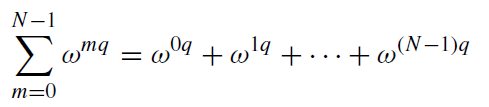 N−1
∑ ω^{mq} = ω^{0q} + ω^{1q} + ⋯ + ω^{(N−1)q}
m=0